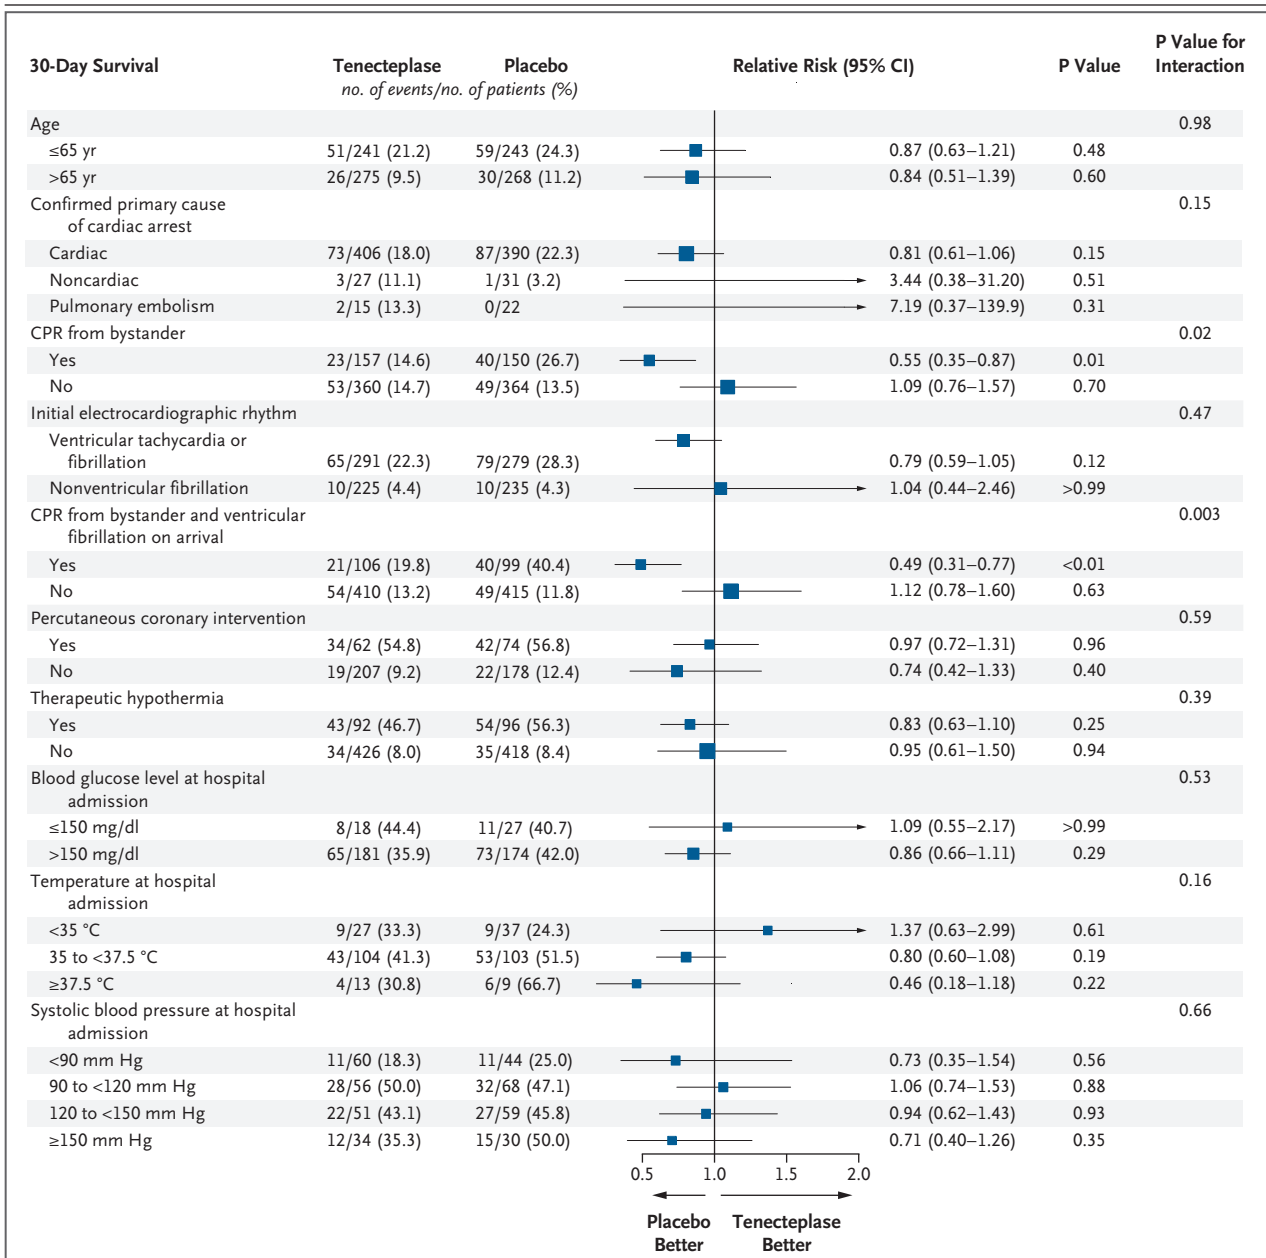 30-Day Survival Tenecteplase Placebo Relative Risk (95% CI) P Value P Value for Interaction
no. of events/no. of patients (%)
Age 0.98
≤65 yr 51/241 (21.2) 59/243 (24.3) 0.87 (0.63–1.21) 0.48
>65 yr 26/275 (9.5) 30/268 (11.2) 0.84 (0.51–1.39) 0.60
Confirmed primary cause 0.15
of cardiac arrest
Cardiac 73/406 (18.0) 87/390 (22.3) 0.81 (0.61–1.06) 0.15
Noncardiac 3/27 (11.1) 1/31 (3.2) 3.44 (0.38–31.20) 0.51
Pulmonary embolism 2/15 (13.3) 0/22 7.19 (0.37–139.9) 0.31
CPR from bystander 0.02
Yes 23/157 (14.6) 40/150 (26.7) 0.55 (0.35–0.87) 0.01
No 53/360 (14.7) 49/364 (13.5) 1.09 (0.76–1.57) 0.70
Initial electrocardiographic rhythm 0.47
Ventricular tachycardia or
fibrillation 65/291 (22.3) 79/279 (28.3) 0.79 (0.59–1.05) 0.12
Nonventricular fibrillation 10/225 (4.4) 10/235 (4.3) 1.04 (0.44–2.46) >0.99
CPR from bystander and ventricular 0.003
fibrillation on arrival
Yes 21/106 (19.8) 40/99 (40.4) 0.49 (0.31–0.77) <0.01
No 54/410 (13.2) 49/415 (11.8) 1.12 (0.78–1.60) 0.63
Percutaneous coronary intervention 0.59
Yes 34/62 (54.8) 42/74 (56.8) 0.97 (0.72–1.31) 0.96
No 19/207 (9.2) 22/178 (12.4) 0.74 (0.42–1.33) 0.40
Therapeutic hypothermia 0.39
Yes 43/92 (46.7) 54/96 (56.3) 0.83 (0.63–1.10) 0.25
No 34/426 (8.0) 35/418 (8.4) 0.95 (0.61–1.50) 0.94
Blood glucose level at hospital 0.53
admission
≤150 mg/dl 8/18 (44.4) 11/27 (40.7) 1.09 (0.55–2.17) >0.99
>150 mg/dl 65/181 (35.9) 73/174 (42.0) 0.86 (0.66–1.11) 0.29
Temperature at hospital 0.16
admission
<35 °C 9/27 (33.3) 9/37 (24.3) 1.37 (0.63–2.99) 0.61
35 to <37.5 °C 43/104 (41.3) 53/103 (51.5) 0.80 (0.60–1.08) 0.19
≥37.5 °C 4/13 (30.8) 6/9 (66.7) 0.46 (0.18–1.18) 0.22
Systolic blood pressure at hospital 0.66
admission
<90 mm Hg 11/60 (18.3) 11/44 (25.0) 0.73 (0.35–1.54) 0.56
90 to <120 mm Hg 28/56 (50.0) 32/68 (47.1) 1.06 (0.74–1.53) 0.88
120 to <150 mm Hg 22/51 (43.1) 27/59 (45.8) 0.94 (0.62–1.43) 0.93
≥150 mm Hg 12/34 (35.3) 15/30 (50.0) 0.71 (0.40–1.26) 0.35
0.5 1.0 1.5 2.0
Placebo Tenecteplase
Better Better